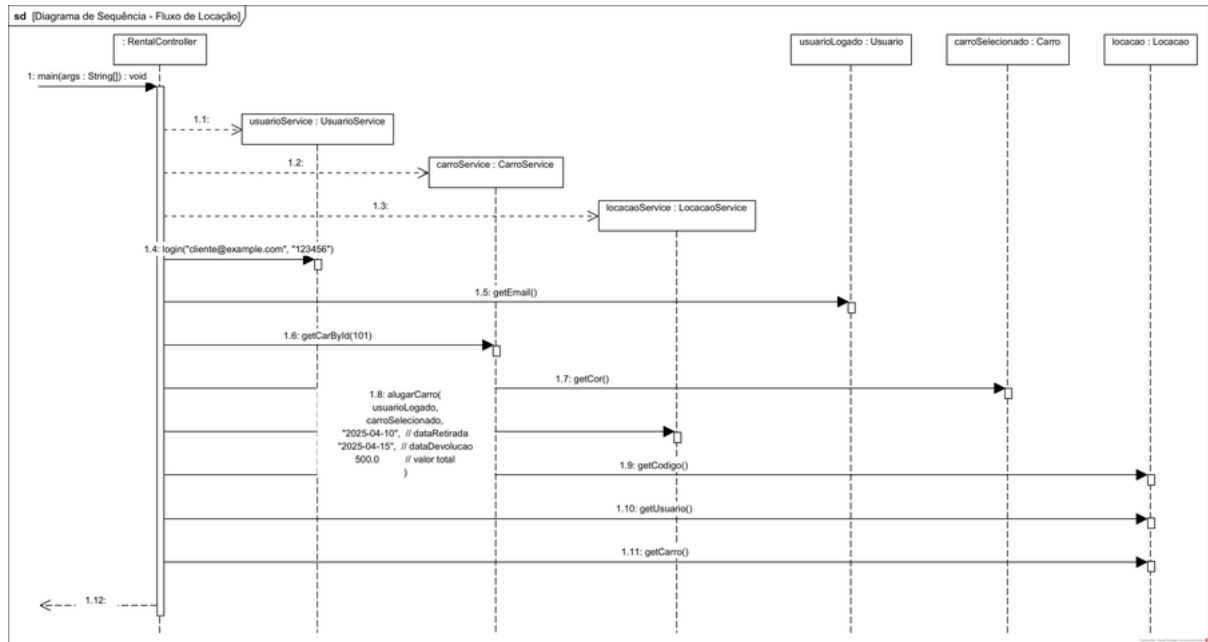 sd [Diagrama de Sequência - Fluxo de Locação]
: RentalController
usuarioLogado : Usuario
carroSelecionado : Carro
locacao : Locacao
1: main(args : String[]) : void
1.1:
usuarioService : UsuarioService
1.2:
carroService : CarroService
1.3:
locacaoService : LocacaoService
1.4: login("cliente@example.com", "123456")
1.5: getEmail()
1.6: getCarById(101)
1.7: getCor()
1.8: alugarCarro(
usuarioLogado,
carroSelecionado,
"2025-04-10", // dataRetirada
"2025-04-15", // dataDevolucao
500.0 // valor total
)
1.9: getCodigo()
1.10: getUsuario()
1.11: getCarro()
1.12: